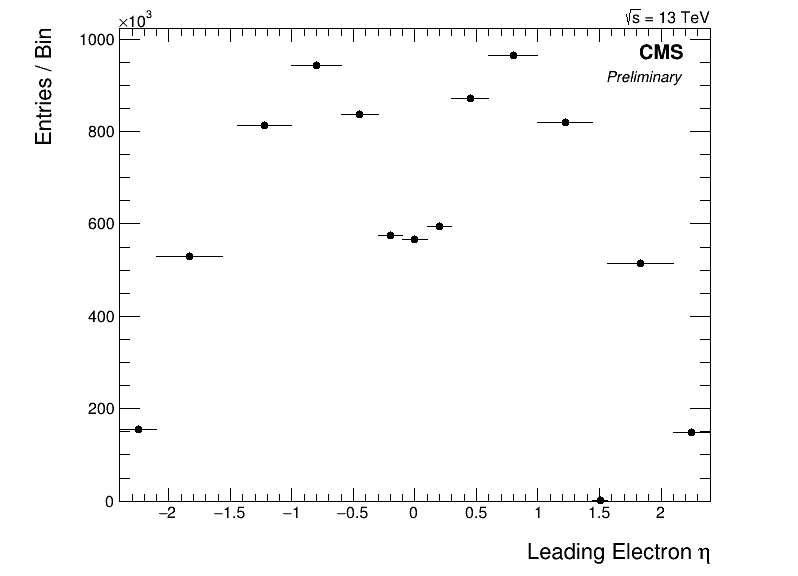 ×10³
√s = 13 TeV
Entries / Bin
CMS
Preliminary
1000
800
600
400
200
0
−2 −1.5 −1 −0.5 0 0.5 1 1.5 2
Leading Electron η